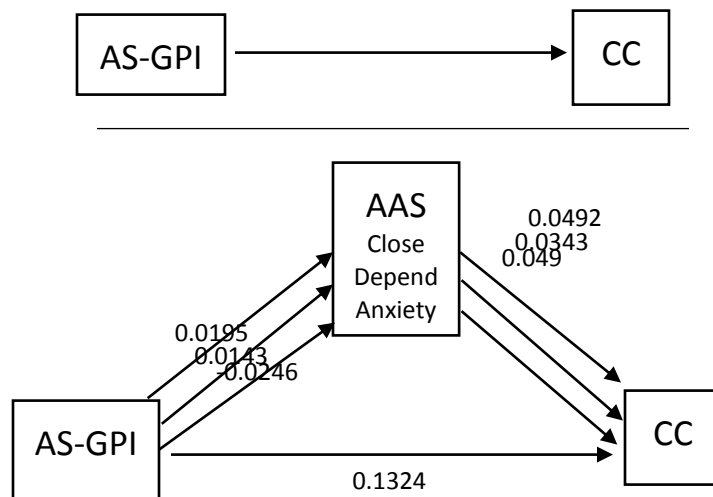 AS-GPI
CC
AAS
Close
Depend
Anxiety
0.0492
0.0343
0.049
0.0195
0.0143
-0.0246
AS-GPI
CC
0.1324